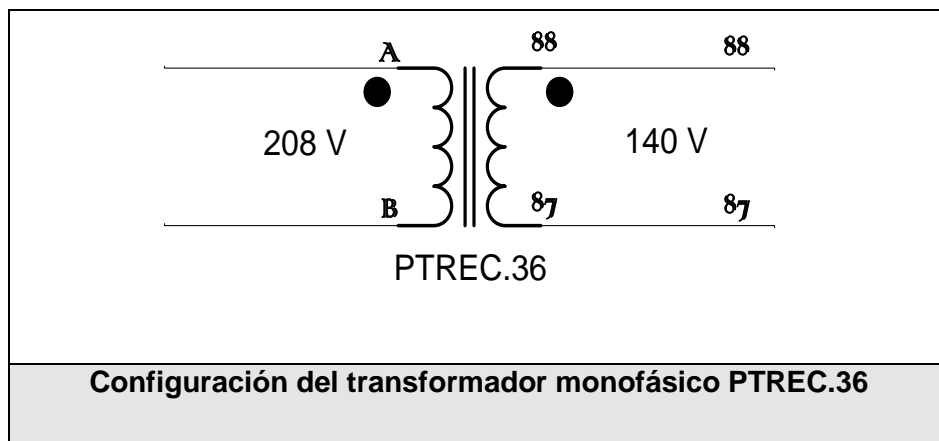 A 88 88
208 V 140 V
B 87 87
PTREC.36
Configuración del transformador monofásico PTREC.36